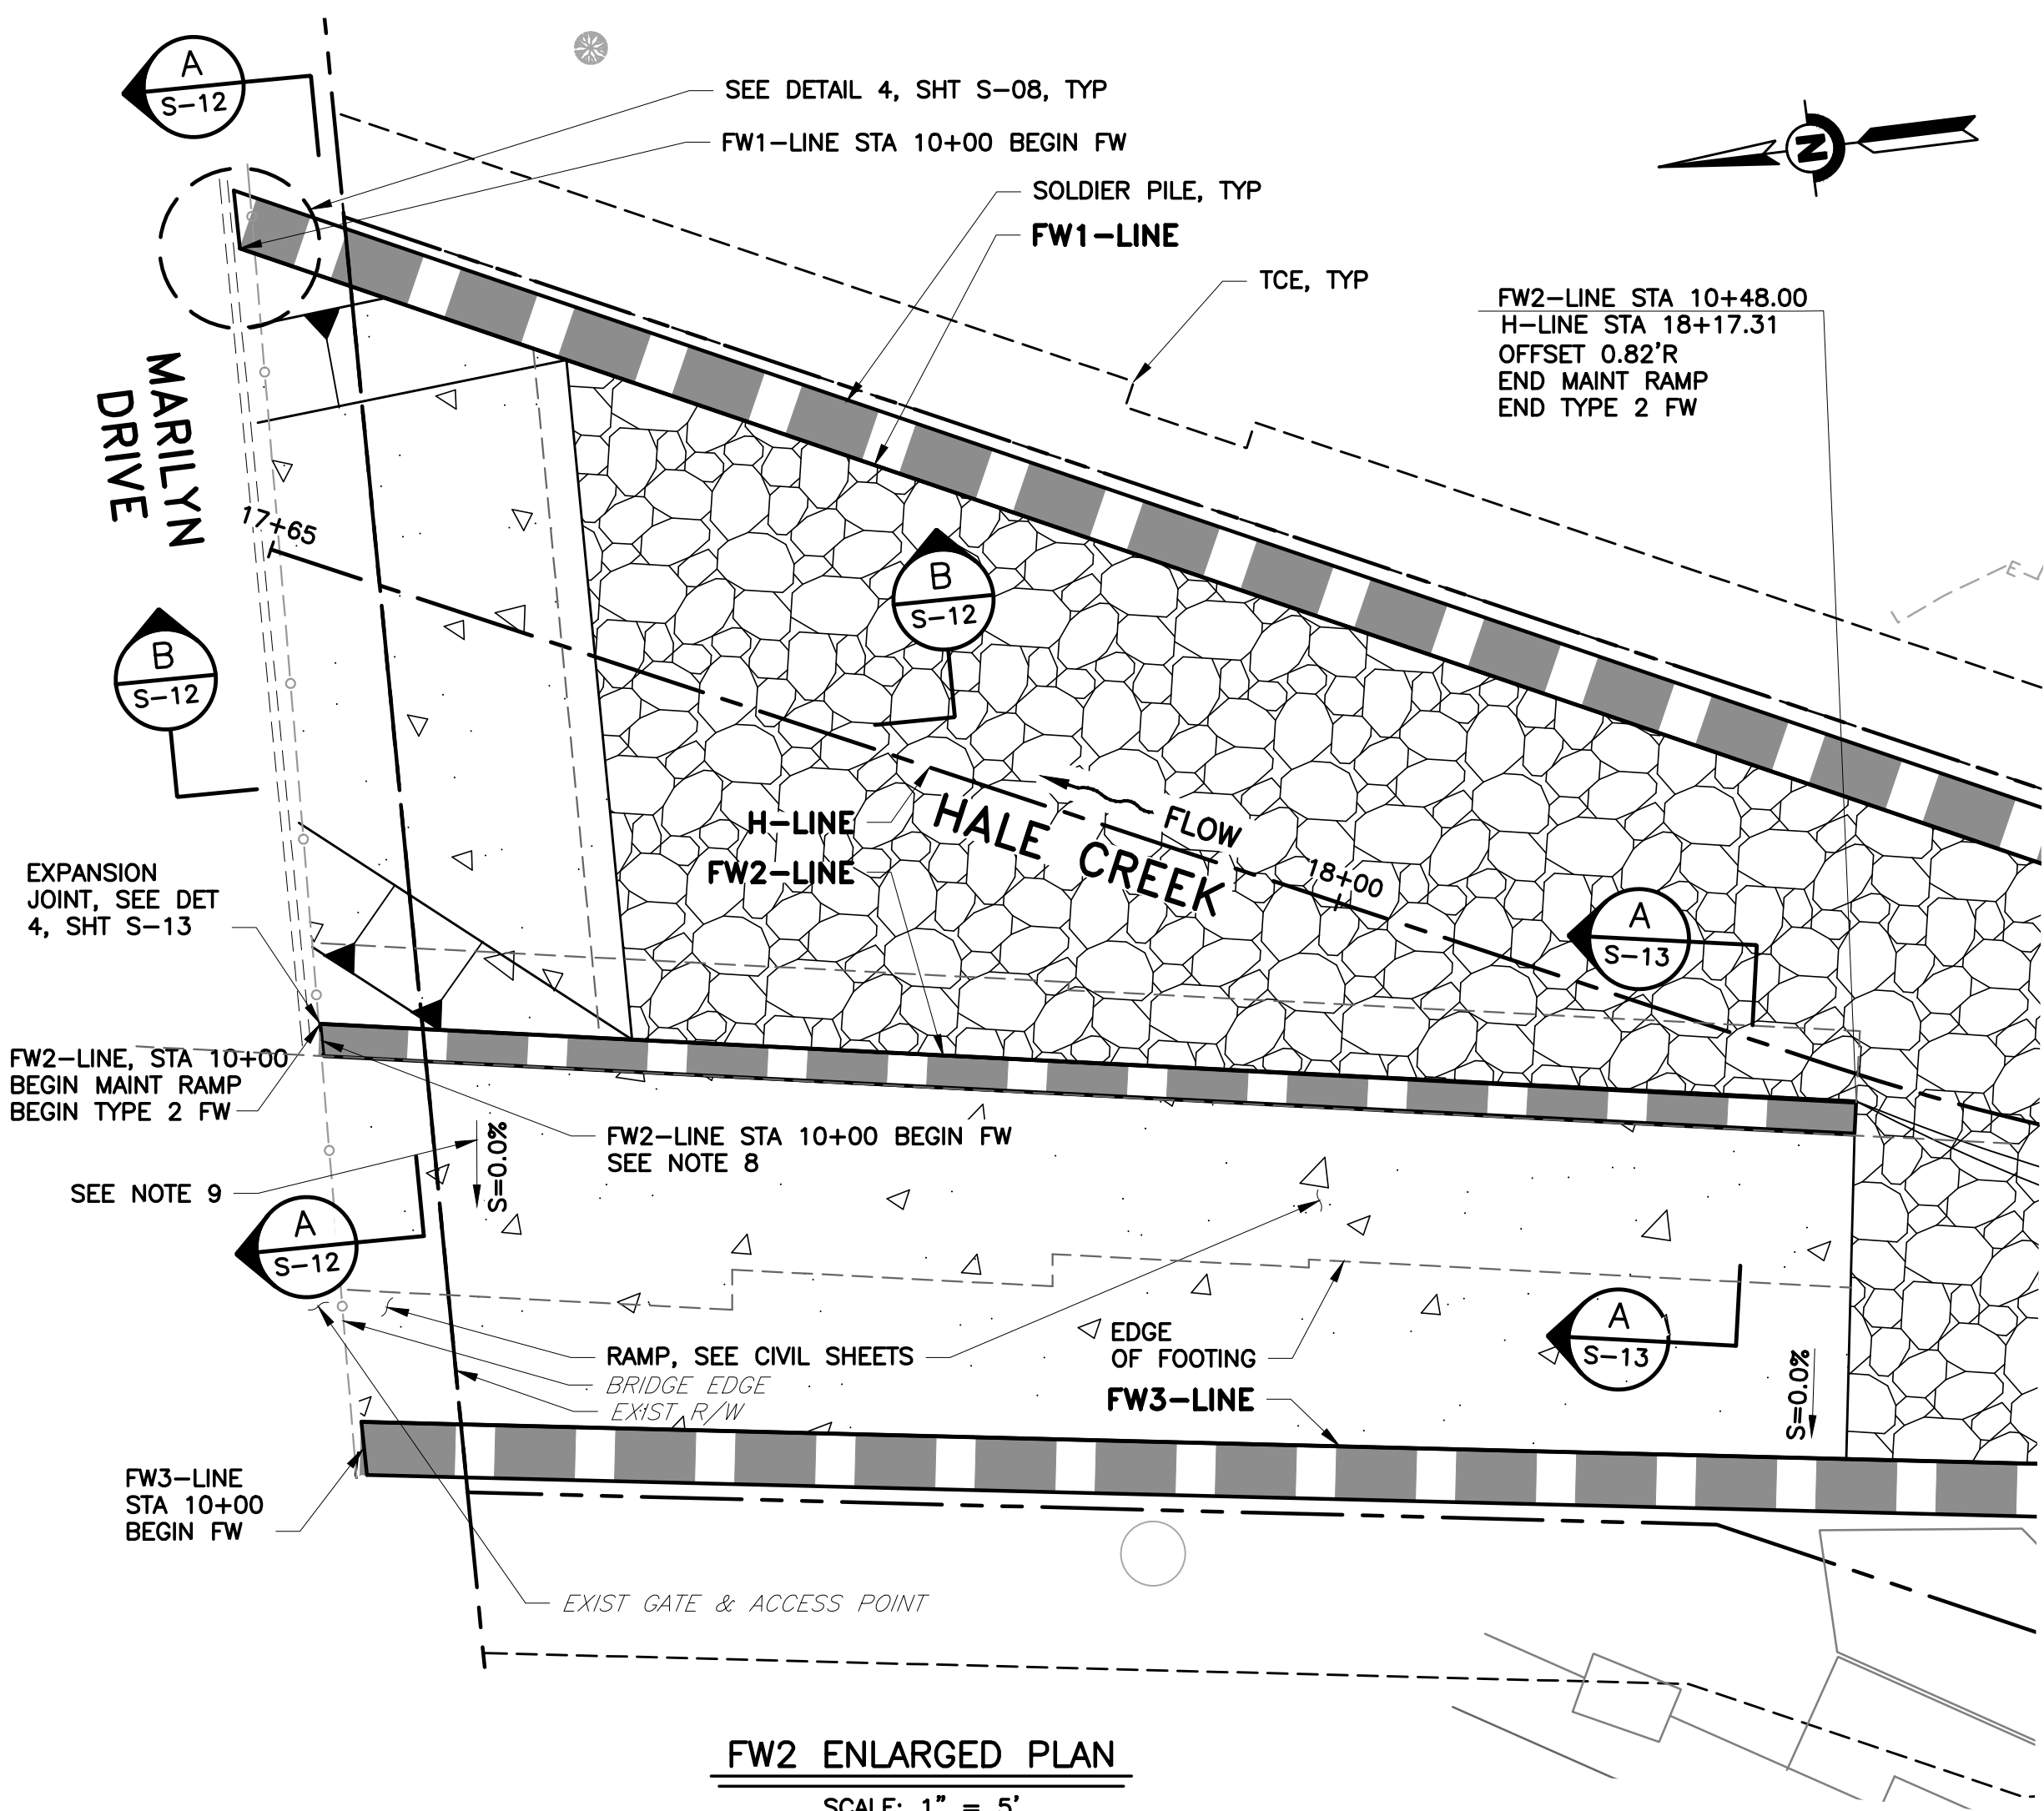 A
S-12
SEE DETAIL 4, SHT S-08, TYP
FW1-LINE STA 10+00 BEGIN FW
SOLDIER PILE, TYP
FW1-LINE
TCE, TYP
N
FW2-LINE STA 10+48.00
H-LINE STA 18+17.31
OFFSET 0.82'R
END MAINT RAMP
END TYPE 2 FW
MARILYN
DRIVE
17+65
B
S-12
B
S-12
E
H-LINE
FW2-LINE
HALE CREEK
FLOW
18+00
A
S-13
EXPANSION
JOINT, SEE DET
4, SHT S-13
FW2-LINE, STA 10+00
BEGIN MAINT RAMP
BEGIN TYPE 2 FW
FW2-LINE STA 10+00 BEGIN FW
SEE NOTE 8
S=0.0%
SEE NOTE 9
A
S-12
RAMP, SEE CIVIL SHEETS
BRIDGE EDGE
EXIST R/W
EDGE
OF FOOTING
FW3-LINE
A
S-13
S=0.0%
FW3-LINE
STA 10+00
BEGIN FW
EXIST GATE & ACCESS POINT
FW2 ENLARGED PLAN
SCALE: 1" = 5'